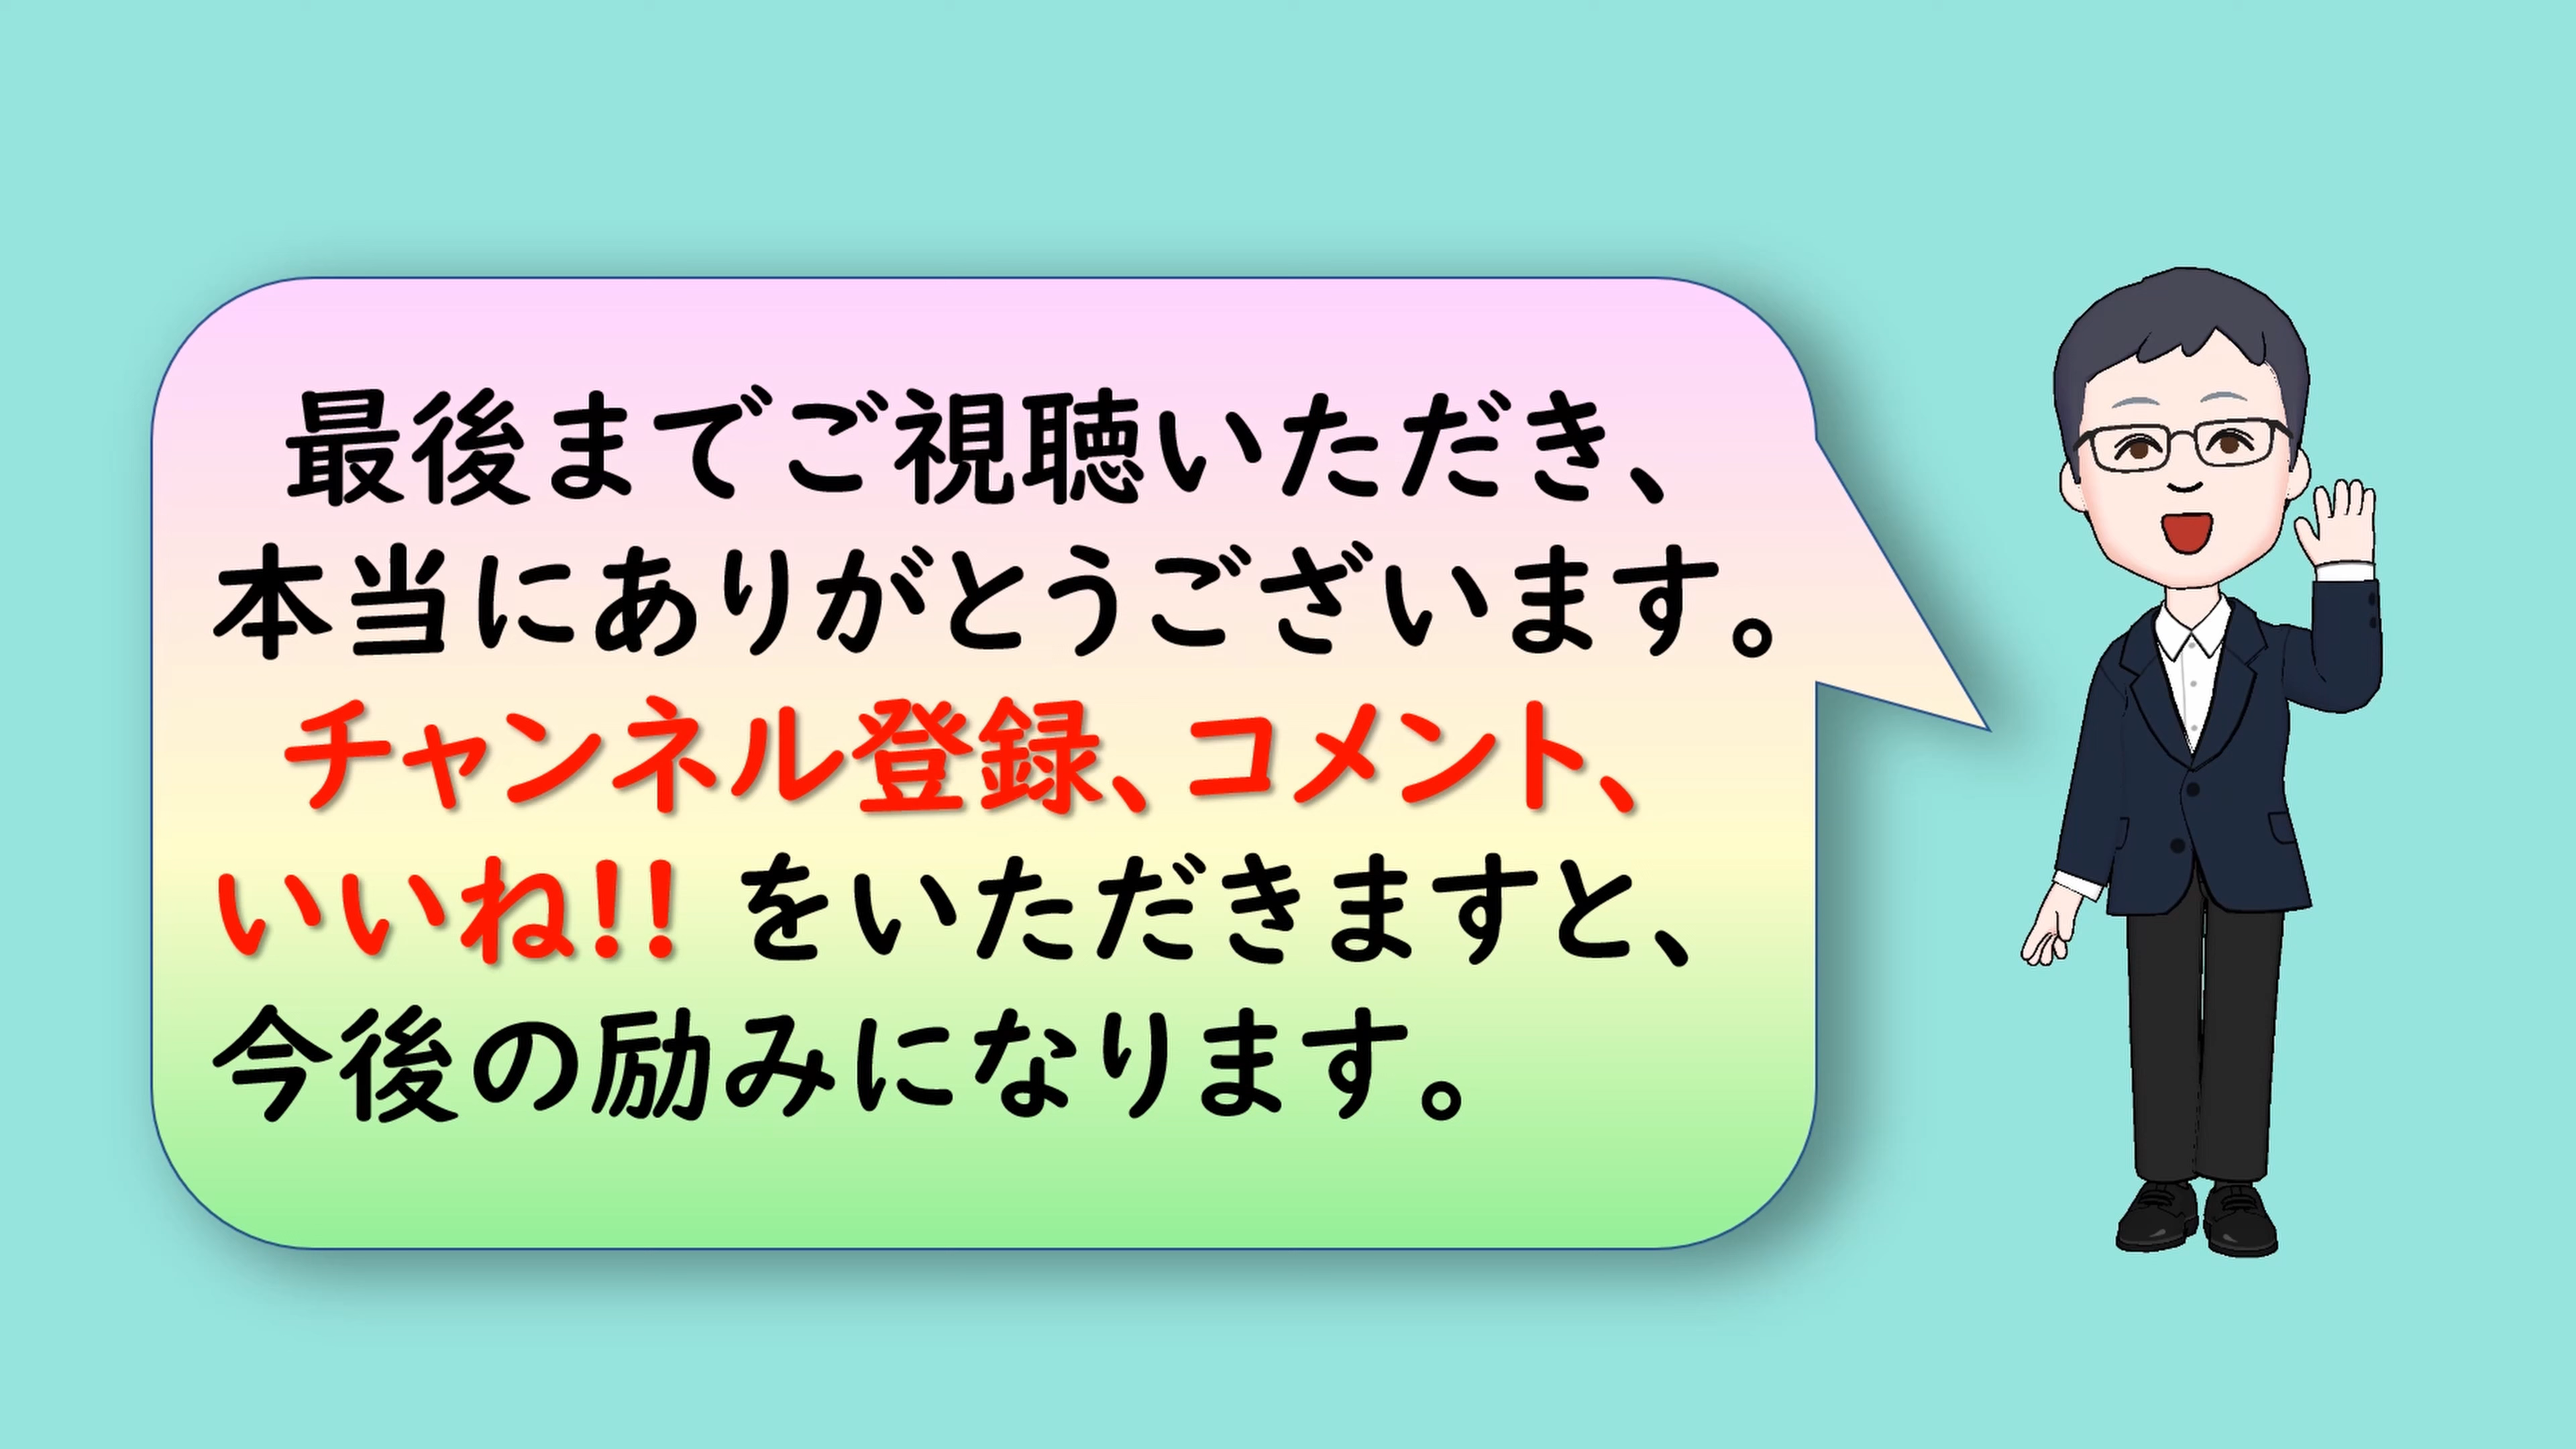 最後までご視聴いただき、
本当にありがとうございます。
チャンネル登録、コメント、
いいね!! をいただきますと、
今後の励みになります。